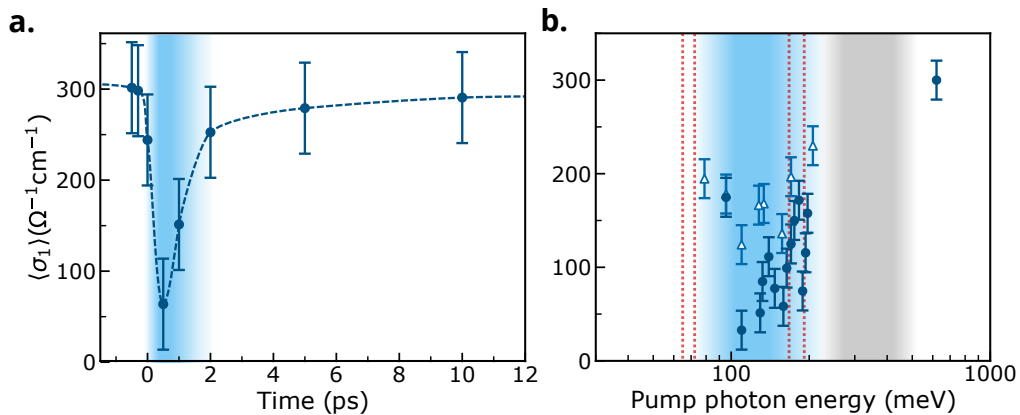 a.
b.
⟨σ₁⟩(Ω⁻¹cm⁻¹)
300
200
100
0
0 2 4 6 8 10 12
Time (ps)
300
200
100
0
100 1000
Pump photon energy (meV)